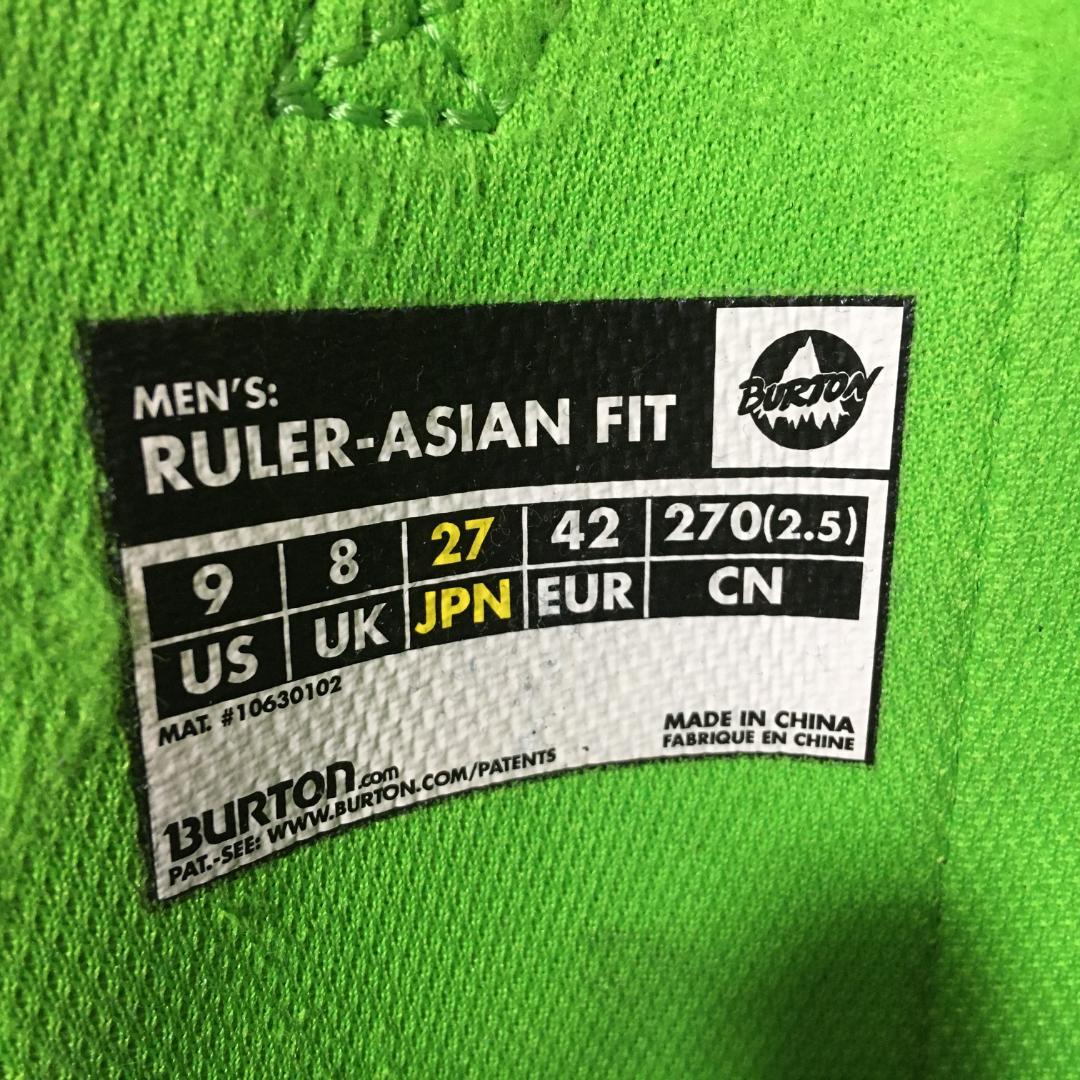 MEN'S:
RULER-ASIAN FIT
BURTON
9 8 27 42 270(2.5)
US UK JPN EUR CN
MAT. #10630102
MADE IN CHINA
FABRIQUE EN CHINE
BURTON.com
PAT.-SEE: WWW.BURTON.COM/PATENTS